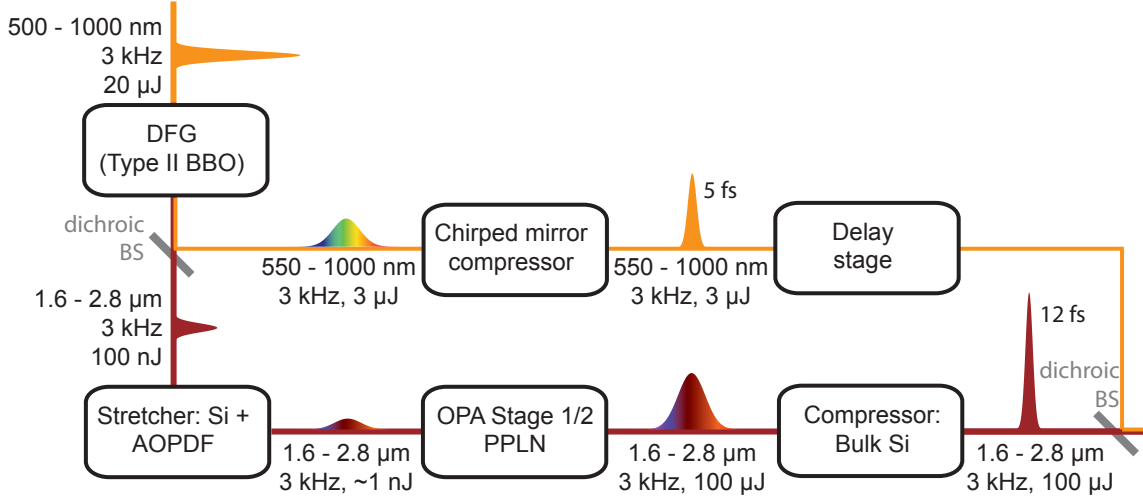 500 - 1000 nm
3 kHz
20 µJ
DFG
(Type II BBO)
dichroic
BS
550 - 1000 nm
3 kHz, 3 µJ
Chirped mirror
compressor
5 fs
550 - 1000 nm
3 kHz, 3 µJ
Delay
stage
1.6 - 2.8 µm
3 kHz
100 nJ
12 fs
dichroic
BS
Stretcher: Si +
AOPDF
1.6 - 2.8 µm
3 kHz, ~1 nJ
OPA Stage 1/2
PPLN
1.6 - 2.8 µm
3 kHz, 100 µJ
Compressor:
Bulk Si
1.6 - 2.8 µm
3 kHz, 100 µJ